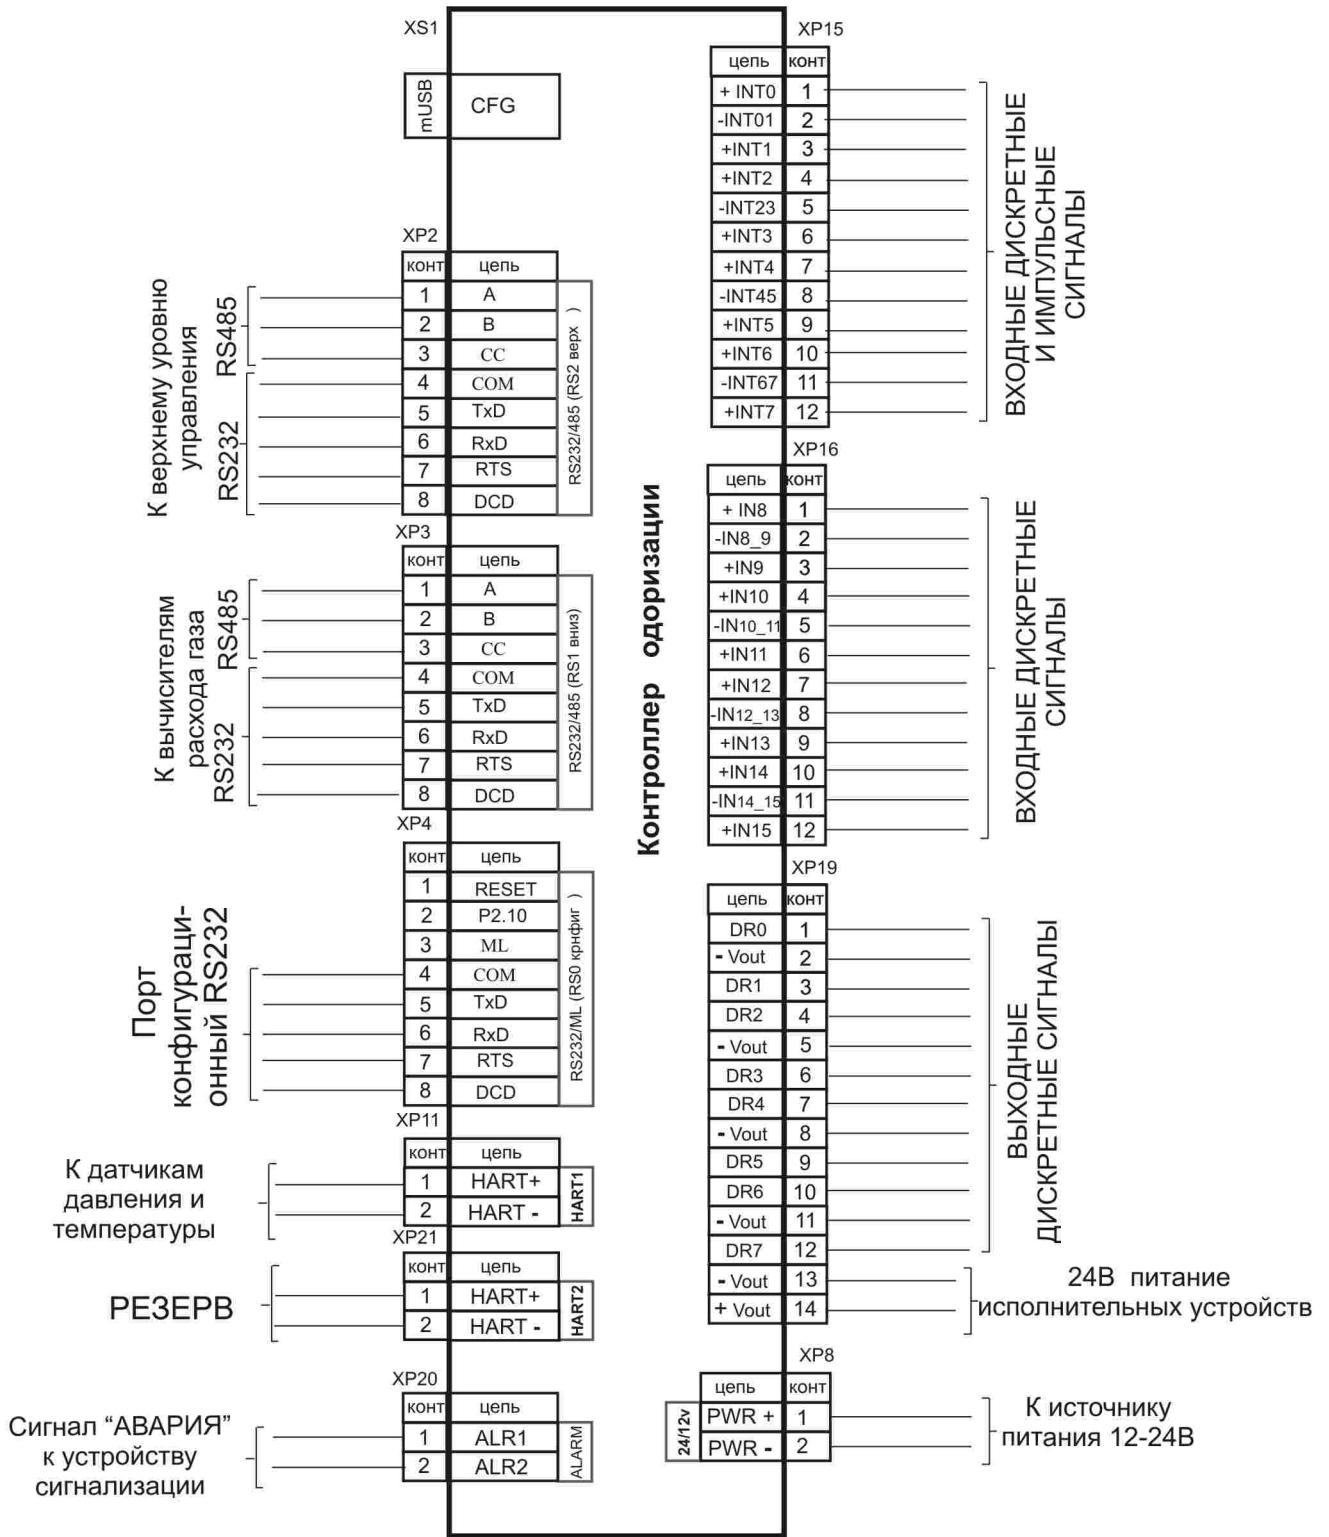 XS1
mUSB
CFG
XP2
конт цепь
1 A
2 B
3 CC
4 COM
5 TxD
6 RxD
7 RTS
8 DCD
RS232/485 (RS2 верх )
К верхнему уровню
управления
RS485
RS232
XP3
конт цепь
1 A
2 B
3 CC
4 COM
5 TxD
6 RxD
7 RTS
8 DCD
RS232/485 (RS1 вниз)
К вычисителям
расхода газа
RS485
RS232
XP4
конт цепь
1 RESET
2 P2.10
3 ML
4 COM
5 TxD
6 RxD
7 RTS
8 DCD
RS232/ML (RS0 крнфиг )
Порт
конфигураци-
онный RS232
XP11
конт цепь
1 HART+
2 HART -
HART1
К датчикам
давления и
температуры
XP21
конт цепь
1 HART+
2 HART -
HART2
РЕЗЕРВ
XP20
конт цепь
1 ALR1
2 ALR2
ALARM
Сигнал “АВАРИЯ”
к устройству
сигнализации
Контроллер одоризации
XP15
цепь конт
+ INT0 1
-INT01 2
+INT1 3
+INT2 4
-INT23 5
+INT3 6
+INT4 7
-INT45 8
+INT5 9
+INT6 10
-INT67 11
+INT7 12
ВХОДНЫЕ ДИСКРЕТНЫЕ
И ИМПУЛЬСНЫЕ
СИГНАЛЫ
XP16
цепь конт
+ IN8 1
-IN8_9 2
+IN9 3
+IN10 4
-IN10_11 5
+IN11 6
+IN12 7
-IN12_13 8
+IN13 9
+IN14 10
-IN14_15 11
+IN15 12
ВХОДНЫЕ ДИСКРЕТНЫЕ
СИГНАЛЫ
XP19
цепь конт
DR0 1
- Vout 2
DR1 3
DR2 4
- Vout 5
DR3 6
DR4 7
- Vout 8
DR5 9
DR6 10
- Vout 11
DR7 12
- Vout 13
+ Vout 14
ВЫХОДНЫЕ
ДИСКРЕТНЫЕ СИГНАЛЫ
24В питание
исполнительных устройств
XP8
цепь конт
PWR + 1
PWR - 2
24/12v
К источнику
питания 12-24В